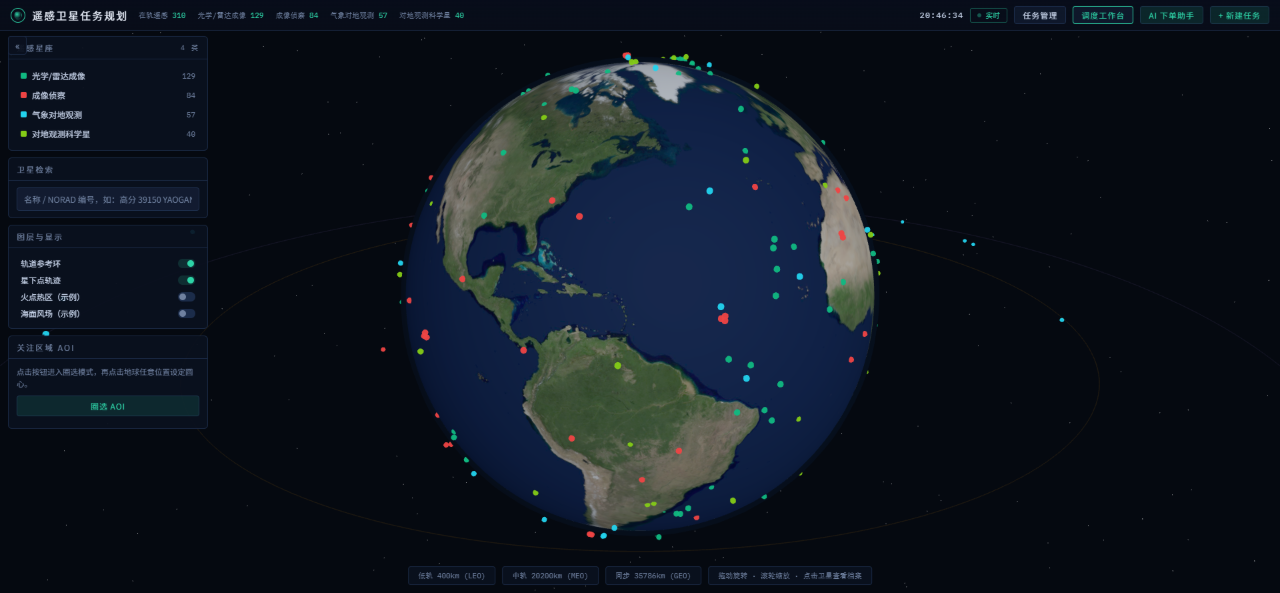 遥感卫星任务规划
在轨遥感 310 光学/雷达成像 129 成像侦察 84 气象对地观测 57 对地观测科学星 40
20:46:34 实时 任务管理 调度工作台 AI 下单助手 + 新建任务
« 感星座 4 类
光学/雷达成像 129
成像侦察 84
气象对地观测 57
对地观测科学星 40
卫星检索
名称 / NORAD 编号，如：高分 39150 YAOGAN
图层与显示
轨道参考环
星下点轨迹
火点热区（示例）
海面风场（示例）
关注区域 AOI
点击按钮进入圈选模式，再点击地球任意位置设定圆
心。
圈选 AOI
低轨 400km (LEO) 中轨 20200km (MEO) 同步 35786km (GEO) 拖动旋转 · 滚轮缩放 · 点击卫星查看档案